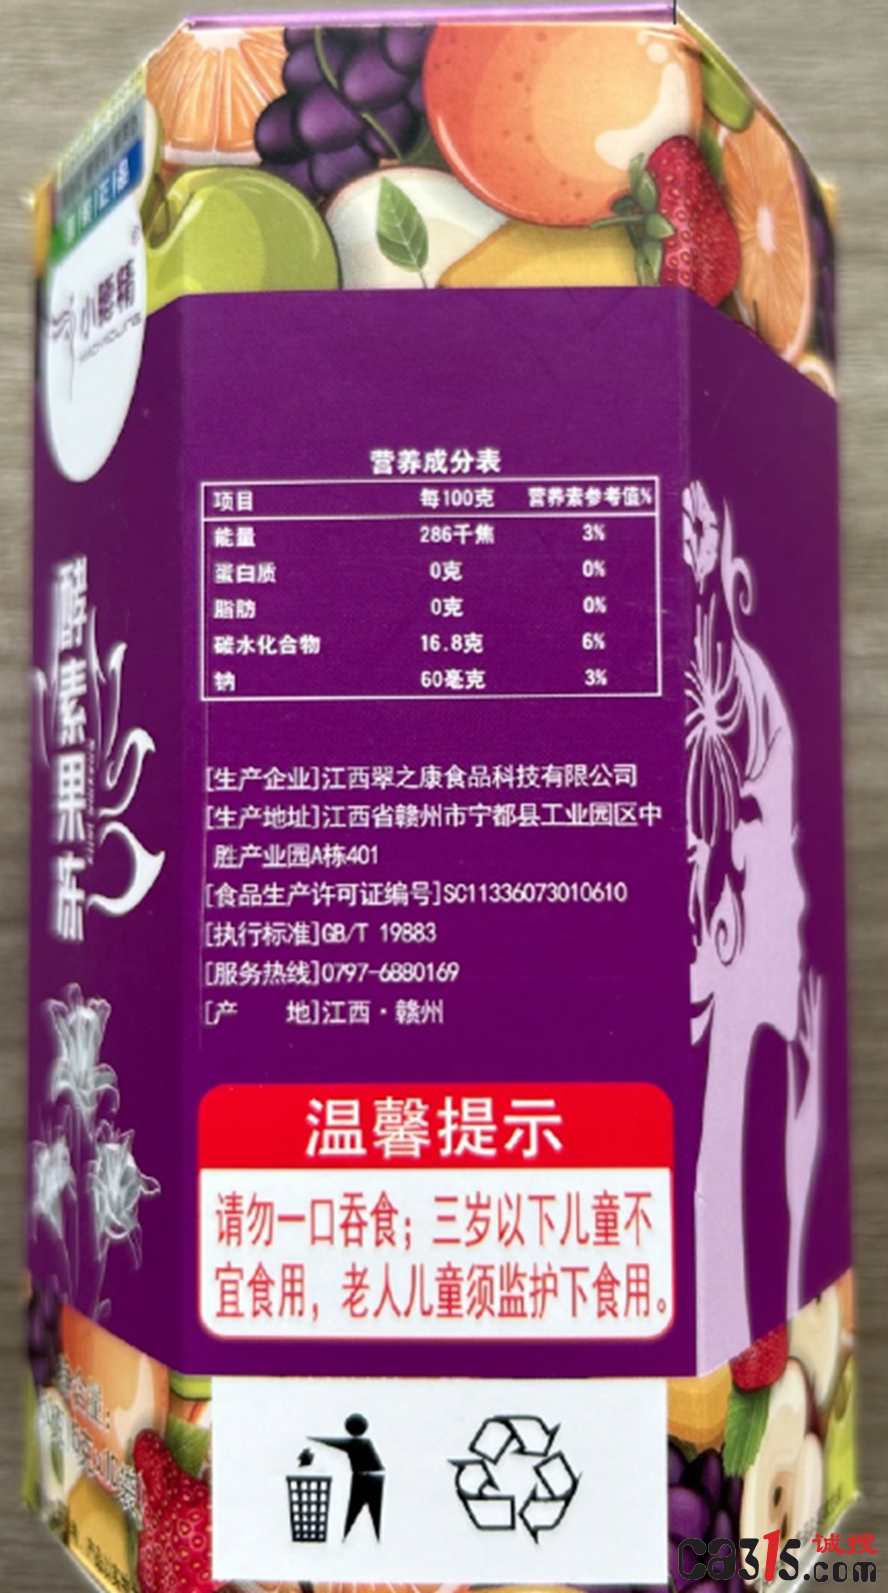 原|装|正|品
小腰精
酵素果冻
营养成分表
项目 每100克 营养素参考值%
能量 286千焦 3%
蛋白质 0克 0%
脂肪 0克 0%
碳水化合物 16.8克 6%
钠 60毫克 3%
[生产企业]江西翠之康食品科技有限公司
[生产地址]江西省赣州市宁都县工业园区中
胜产业园A栋401
[食品生产许可证编号]SC11336073010610
[执行标准]GB/T 19883
[服务热线]0797-6880169
[产 地]江西·赣州
温馨提示
请勿一口吞食；三岁以下儿童不
宜食用，老人儿童须监护下食用。
ca315.com
诚搜